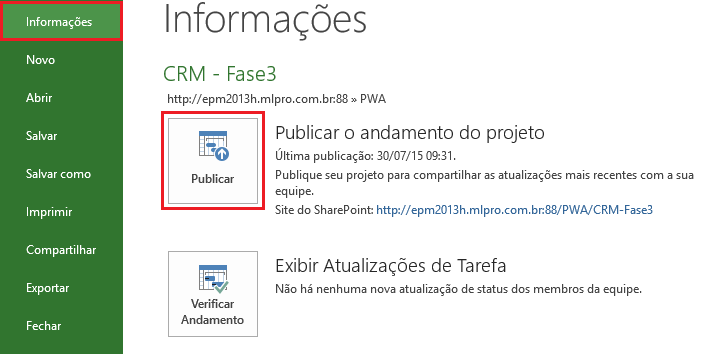 Informações
Novo
Abrir
Salvar
Salvar como
Imprimir
Compartilhar
Exportar
Fechar
Informações
CRM - Fase3
http://epm2013h.mlpro.com.br:88 » PWA
Publicar
Publicar o andamento do projeto
Última publicação: 30/07/15 09:31.
Publique seu projeto para compartilhar as atualizações mais recentes com a sua
equipe.
Site do SharePoint: http://epm2013h.mlpro.com.br:88/PWA/CRM-Fase3
Verificar
Andamento
Exibir Atualizações de Tarefa
Não há nenhuma nova atualização de status dos membros da equipe.